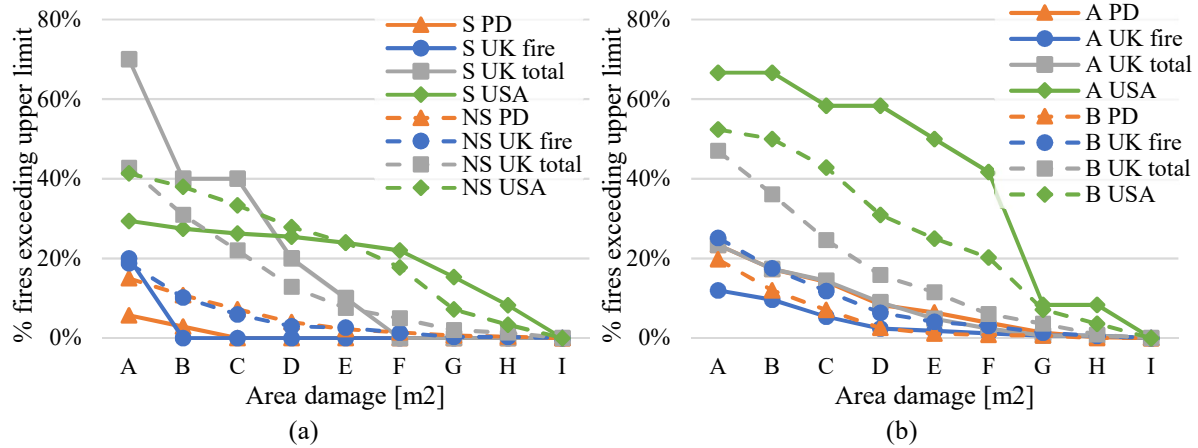 % fires exceeding upper limit
80%
60%
40%
20%
0%
S PD
S UK fire
S UK total
S USA
NS PD
NS UK fire
NS UK total
NS USA
A B C D E F G H I
Area damage [m2]
(a)
% fires exceeding upper limit
80%
60%
40%
20%
0%
A PD
A UK fire
A UK total
A USA
B PD
B UK fire
B UK total
B USA
A B C D E F G H I
Area damage [m2]
(b)